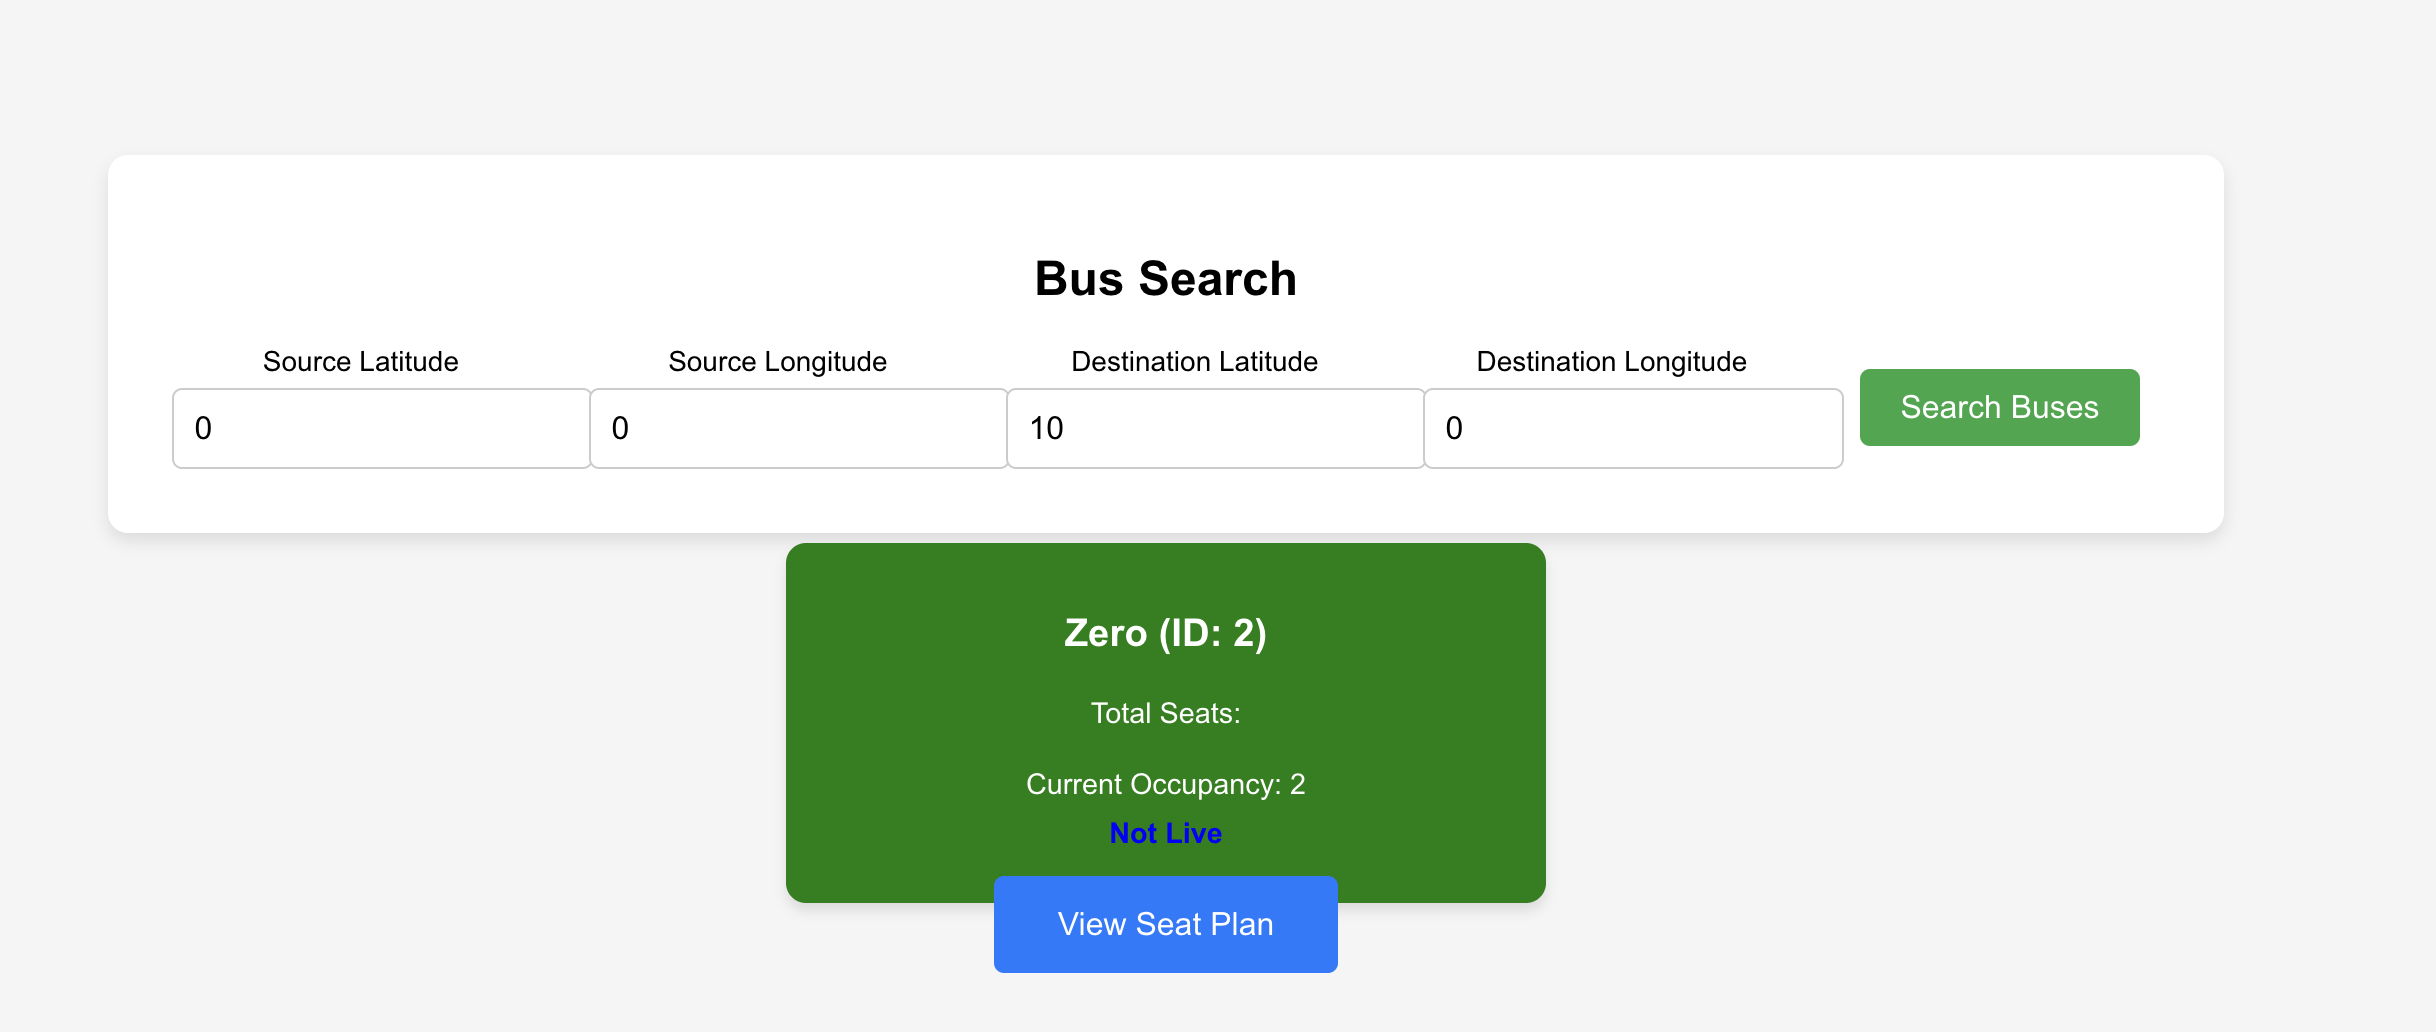 Bus Search
Source Latitude
Source Longitude
Destination Latitude
Destination Longitude
0
0
10
0
Search Buses
Zero (ID: 2)
Total Seats:
Current Occupancy: 2
Not Live
View Seat Plan